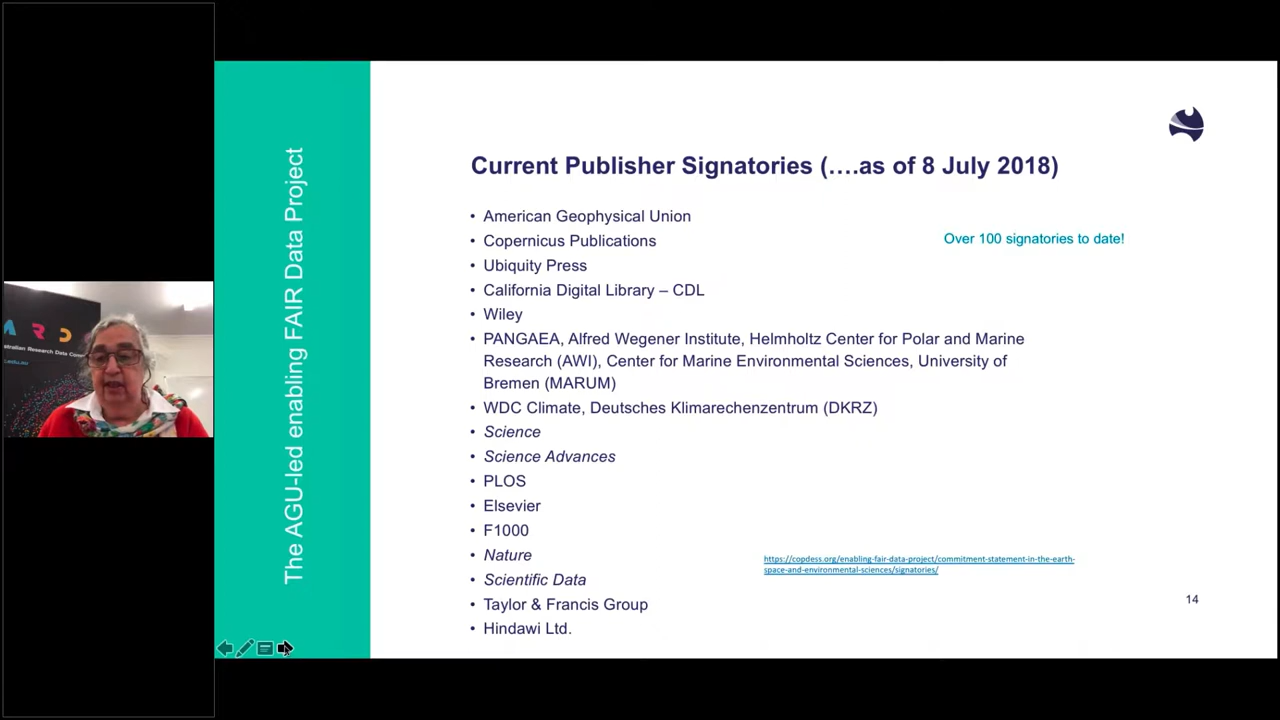 The AGU-led enabling FAIR Data Project
Current Publisher Signatories (….as of 8 July 2018)
• American Geophysical Union
• Copernicus Publications
• Ubiquity Press
• California Digital Library – CDL
• Wiley
• PANGAEA, Alfred Wegener Institute, Helmholtz Center for Polar and Marine
Research (AWI), Center for Marine Environmental Sciences, University of
Bremen (MARUM)
• WDC Climate, Deutsches Klimarechenzentrum (DKRZ)
• Science
• Science Advances
• PLOS
• Elsevier
• F1000
• Nature
• Scientific Data
• Taylor & Francis Group
• Hindawi Ltd.
Over 100 signatories to date!
https://copdess.org/enabling-fair-data-project/commitment-statement-in-the-earth-
space-and-environmental-sciences/signatories/
14
A R D
Research Data